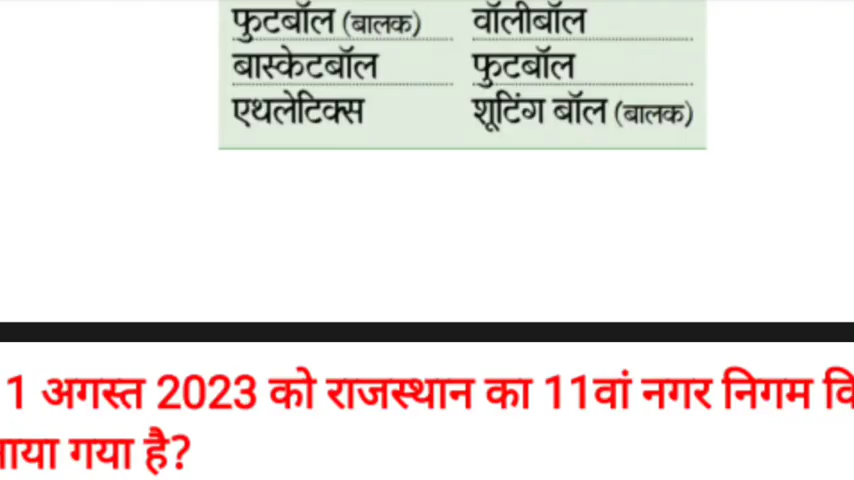 फुटबॉल (बालक) वॉलीबॉल
बास्केटबॉल फुटबॉल
एथलेटिक्स शूटिंग बॉल (बालक)
1 अगस्त 2023 को राजस्थान का 11वां नगर निगम
गया है?